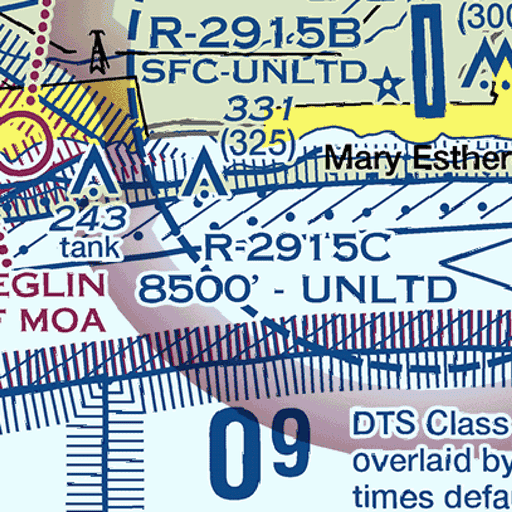 R-2915B
(300
SFC-UNLTD
331
(325)
Mary Esther
243
tank
R-2915C
8500' - UNLTD
EGLIN
F MOA
09
DTS Class
overlaid by
times defau